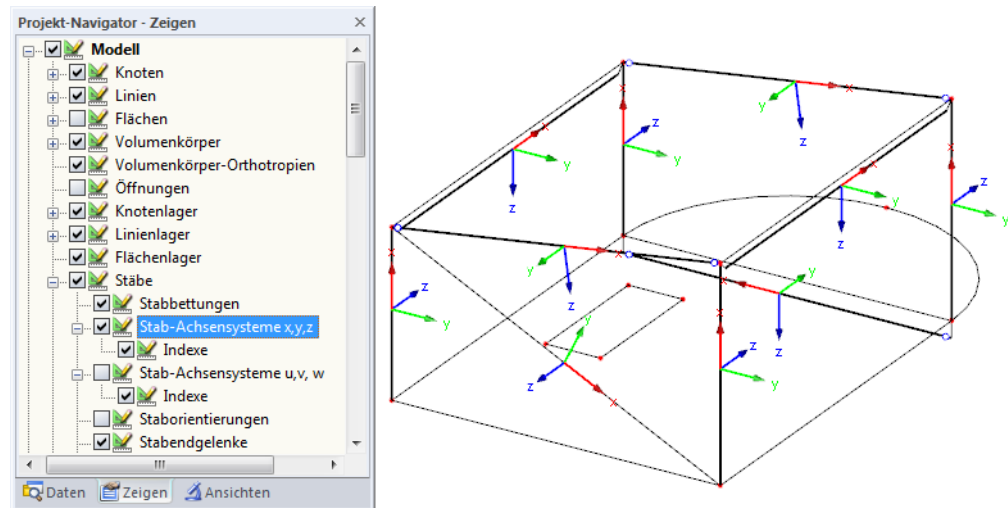 Projekt-Navigator - Zeigen
Modell
Knoten
Linien
Flächen
Volumenkörper
Volumenkörper-Orthotropien
Öffnungen
Knotenlager
Linienlager
Flächenlager
Stäbe
Stabbettungen
Stab-Achsensysteme x,y,z
Indexe
Stab-Achsensysteme u,v, w
Indexe
Staborientierungen
Stabendgelenke
Daten Zeigen Ansichten
x
y
z
x
z
y
x
y
z
x
y
z
x
z
y
x
y
z
x
z
y
x
y
z
x
z
y
x
y
z